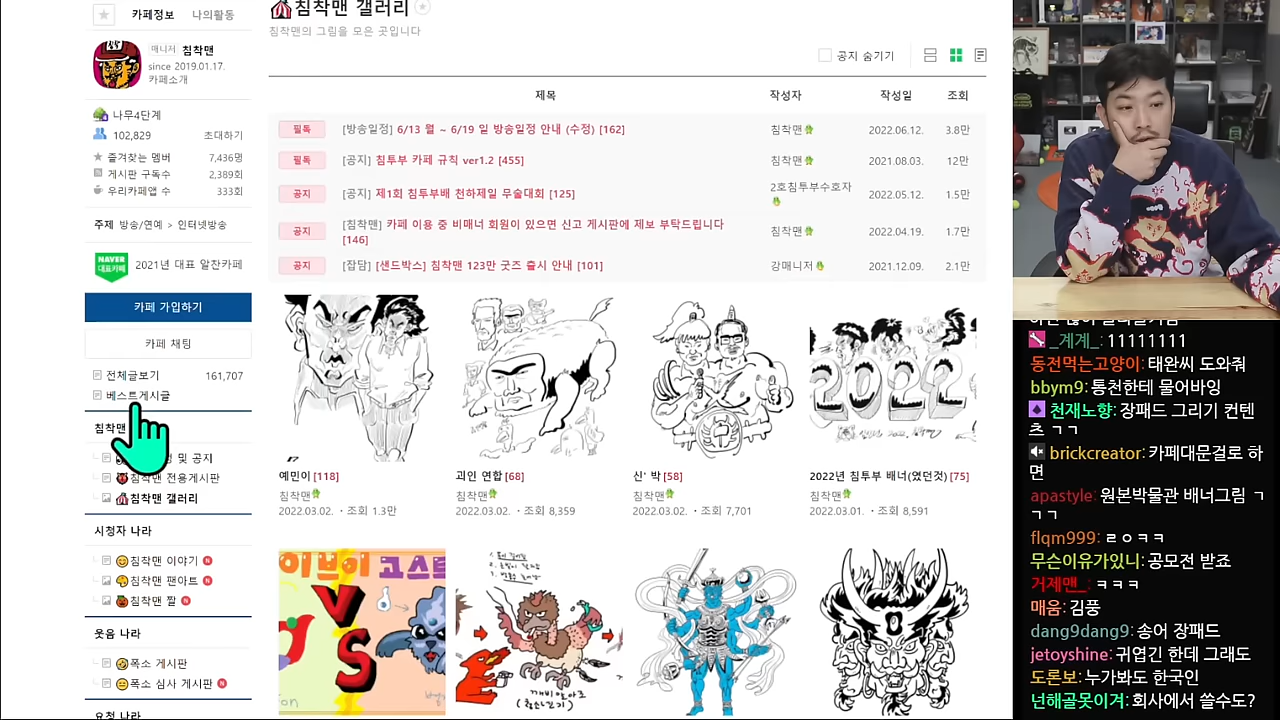 카페정보 나의활동
매니저 침착맨
since 2019.01.17.
카페소개
나무4단계
102,829 초대하기
즐겨찾는 멤버 7,436명
게시판 구독수 2,389회
우리카페앱 수 333회
주제 방송/연예 > 인터넷방송
NAVER
대표카페
2021년 대표 알찬카페
카페 가입하기
카페 채팅
전체글보기 161,707
베스트게시글
침착맨
및 공지
침착맨 전용게시판
침착맨 갤러리
시청자 나라
침착맨 이야기 N
침착맨 팬아트 N
침착맨 짤 N
웃음 나라
폭소 게시판
폭소 심사 게시판 N
요청 나라
침착맨 갤러리
침착맨의 그림을 모은 곳입니다
공지 숨기기
제목 작성자 작성일 조회
필독 [방송일정] 6/13 월 ~ 6/19 일 방송일정 안내 (수정) [162] 침착맨 2022.06.12. 3.8만
필독 [공지] 침투부 카페 규칙 ver1.2 [455] 침착맨 2021.08.03. 12만
공지 [공지] 제1회 침투부배 천하제일 무술대회 [125] 2호침투부수호자 2022.05.12. 1.5만
공지 [침착맨] 카페 이용 중 비매너 회원이 있으면 신고 게시판에 제보 부탁드립니다
[146] 침착맨 2022.04.19. 1.7만
공지 [잡담] [샌드박스] 침착맨 123만 굿즈 출시 안내 [101] 강매니저 2021.12.09. 2.1만
2022
예민이 [118]
침착맨
2022.03.02. · 조회 1.3만
괴인 연합 [68]
침착맨
2022.03.02. · 조회 8,359
신' 박 [58]
침착맨
2022.03.02. · 조회 7,701
2022년 침투부 배너(였던것) [75]
침착맨
2022.03.01. · 조회 8,591
이브이 고스트
VS
_계계_: 11111111
동전먹는고양이: 태완씨 도와줘
bbym9: 통천한테 물어바잉
천재노향: 장패드 그리기 컨텐
츠 ㄱㄱ
brickcreator: 카페대문걸로 하
면
apastyle: 원본박물관 배너그림 ㄱ
ㄱㄱ
flqm999: ㄹㅇㅋㅋ
무슨이유가있니: 공모전 받죠
거제맨_: ㅋㅋㅋ
매움: 김풍
dang9dang9: 송어 장패드
jetoyshine: 귀엽긴 한데 그래도
도론보: 누가봐도 한국인
넌해골못이겨: 회사에서 쓸수도?